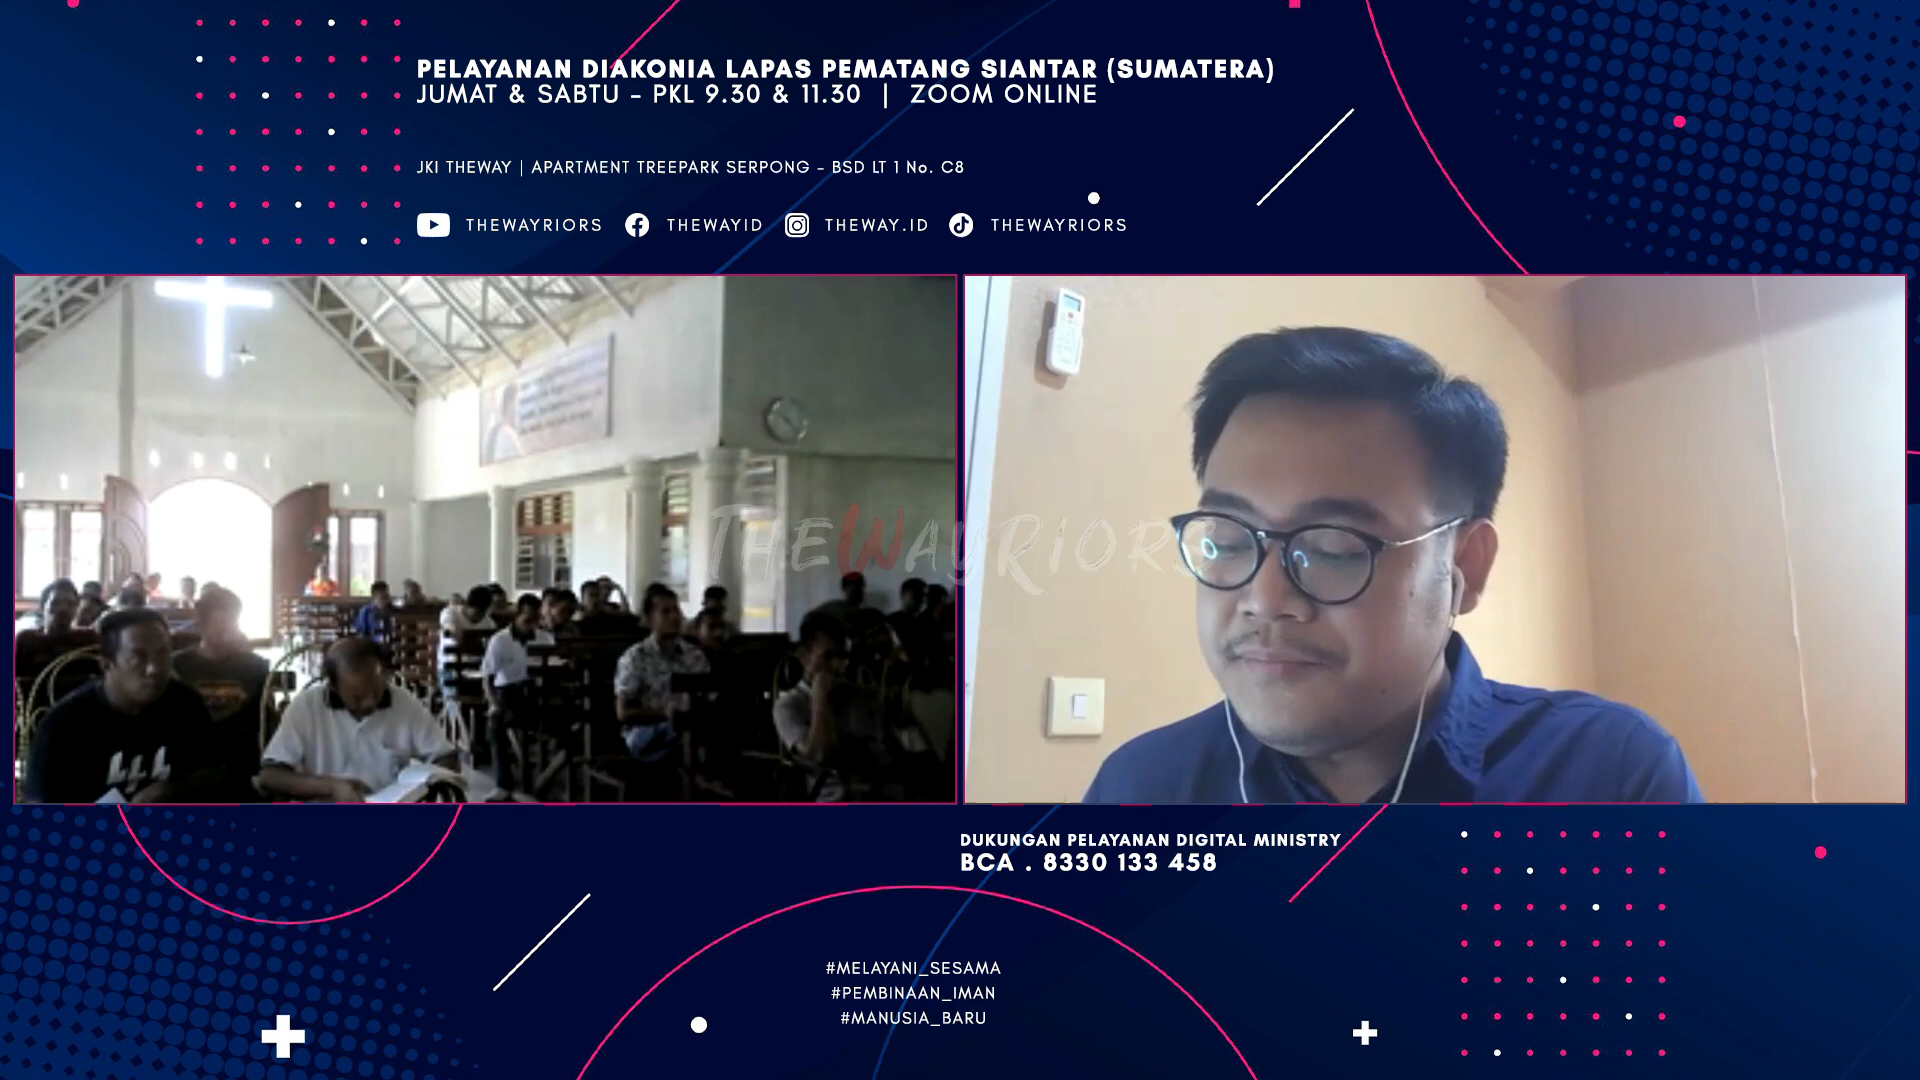 PELAYANAN DIAKONIA LAPAS PEMATANG SIANTAR (SUMATERA)
JUMAT & SABTU - PKL 9.30 & 11.30 | ZOOM ONLINE
JKI THEWAY | APARTMENT TREEPARK SERPONG - BSD LT 1 No. C8
THEWAYRIORS THEWAYID THEWAY.ID THEWAYRIORS
THEWAYRIORS
DUKUNGAN PELAYANAN DIGITAL MINISTRY
BCA . 8330 133 458
#MELAYANI_SESAMA
#PEMBINAAN_IMAN
#MANUSIA_BARU